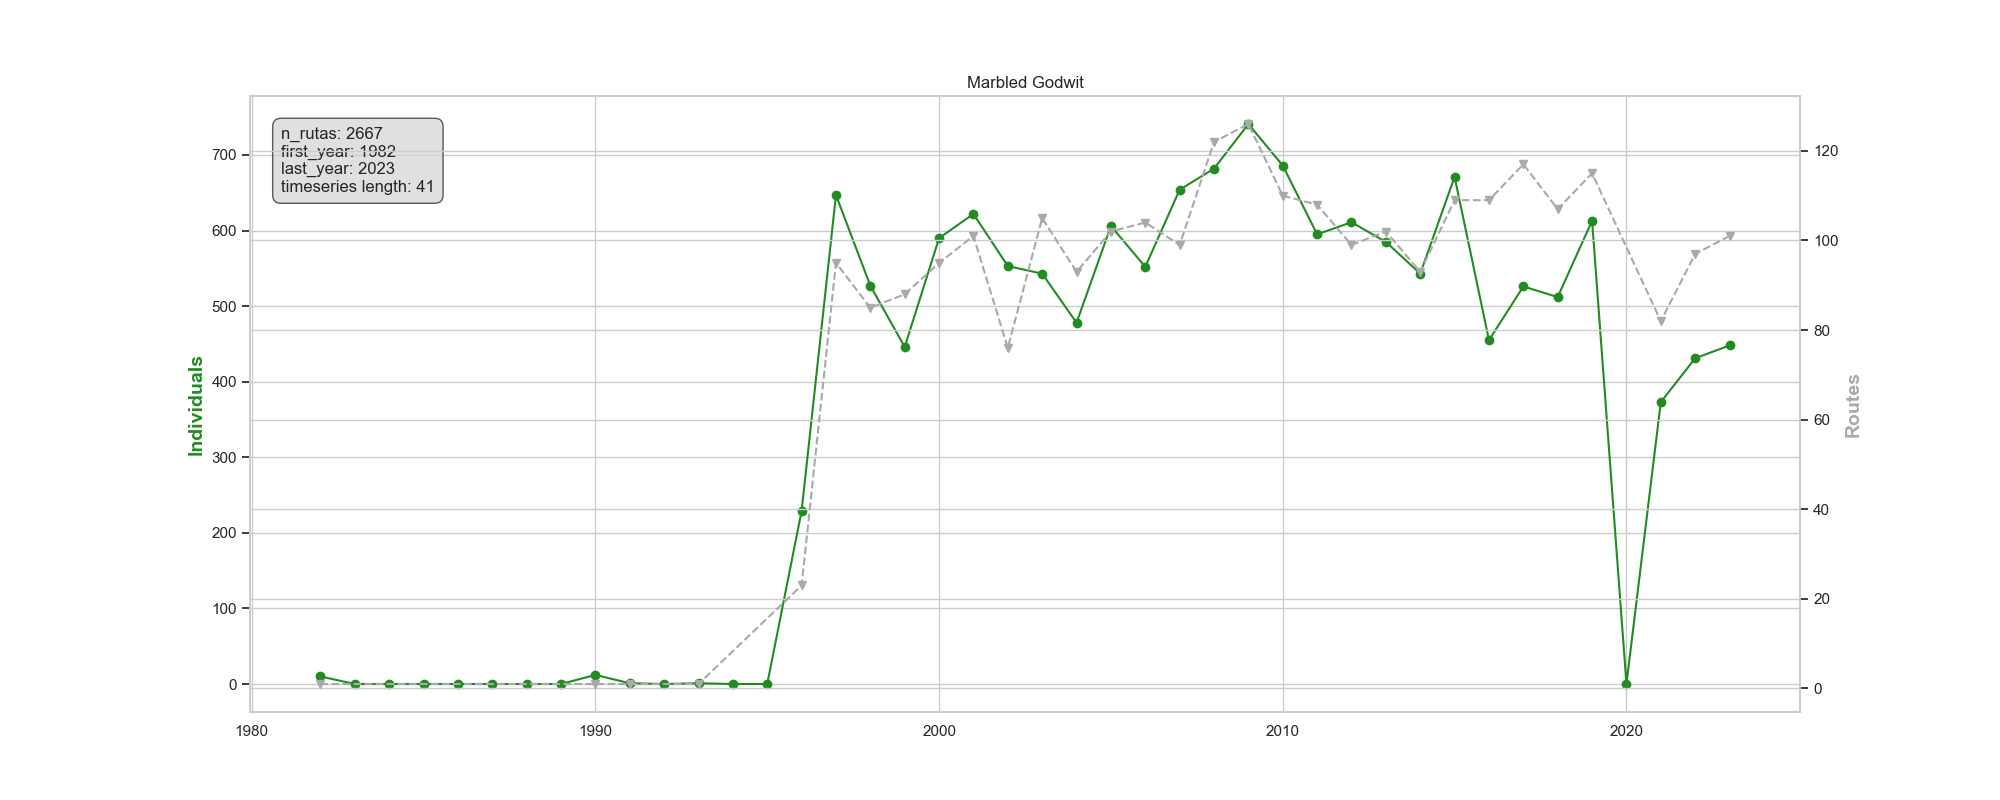 Marbled Godwit
n_rutas: 2667
first_year: 1982
last_year: 2023
timeseries length: 41
Individuals
700
600
500
400
300
200
100
0
120
100
80
60
40
20
0
Routes
1980 1990 2000 2010 2020